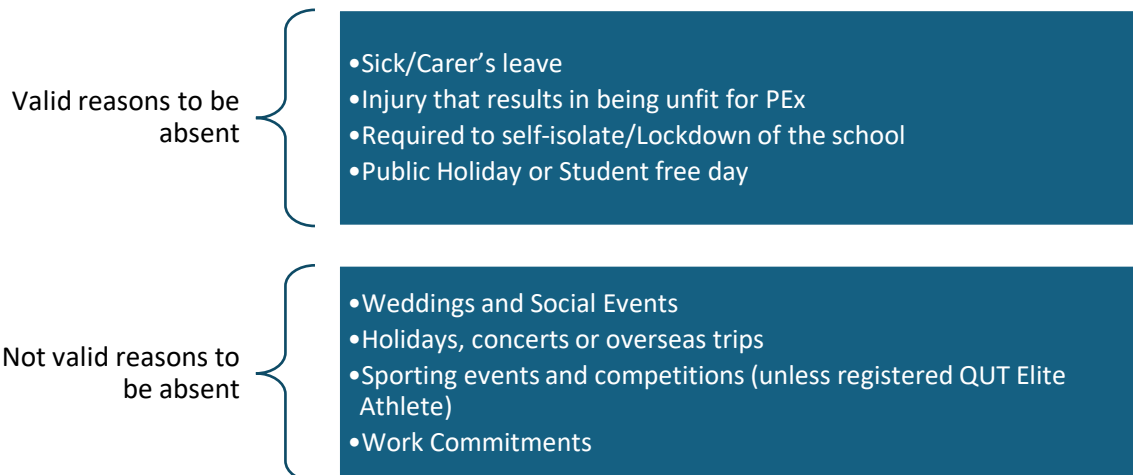 Valid reasons to be
absent
•Sick/Carer's leave
•Injury that results in being unfit for PEx
•Required to self-isolate/Lockdown of the school
•Public Holiday or Student free day
Not valid reasons to
be absent
•Weddings and Social Events
•Holidays, concerts or overseas trips
•Sporting events and competitions (unless registered QUT Elite
Athlete)
•Work Commitments